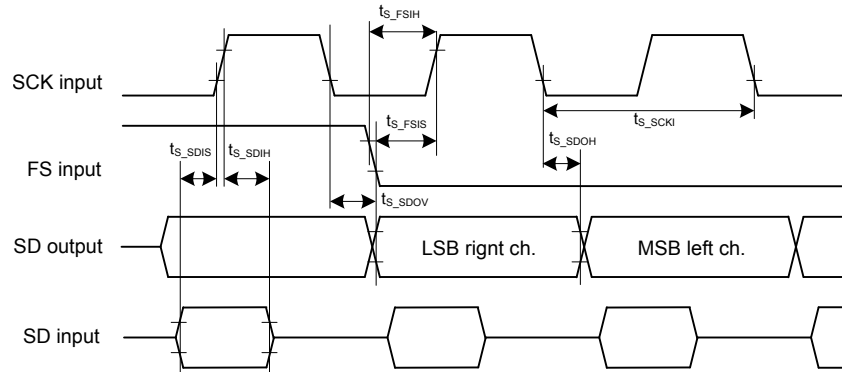 t_S_FSIH
SCK input
t_S_FSIS
t_S_SCKI
t_S_SDIS
t_S_SDIH
t_S_SDOH
FS input
t_S_SDOV
SD output
LSB rignt ch.
MSB left ch.
SD input